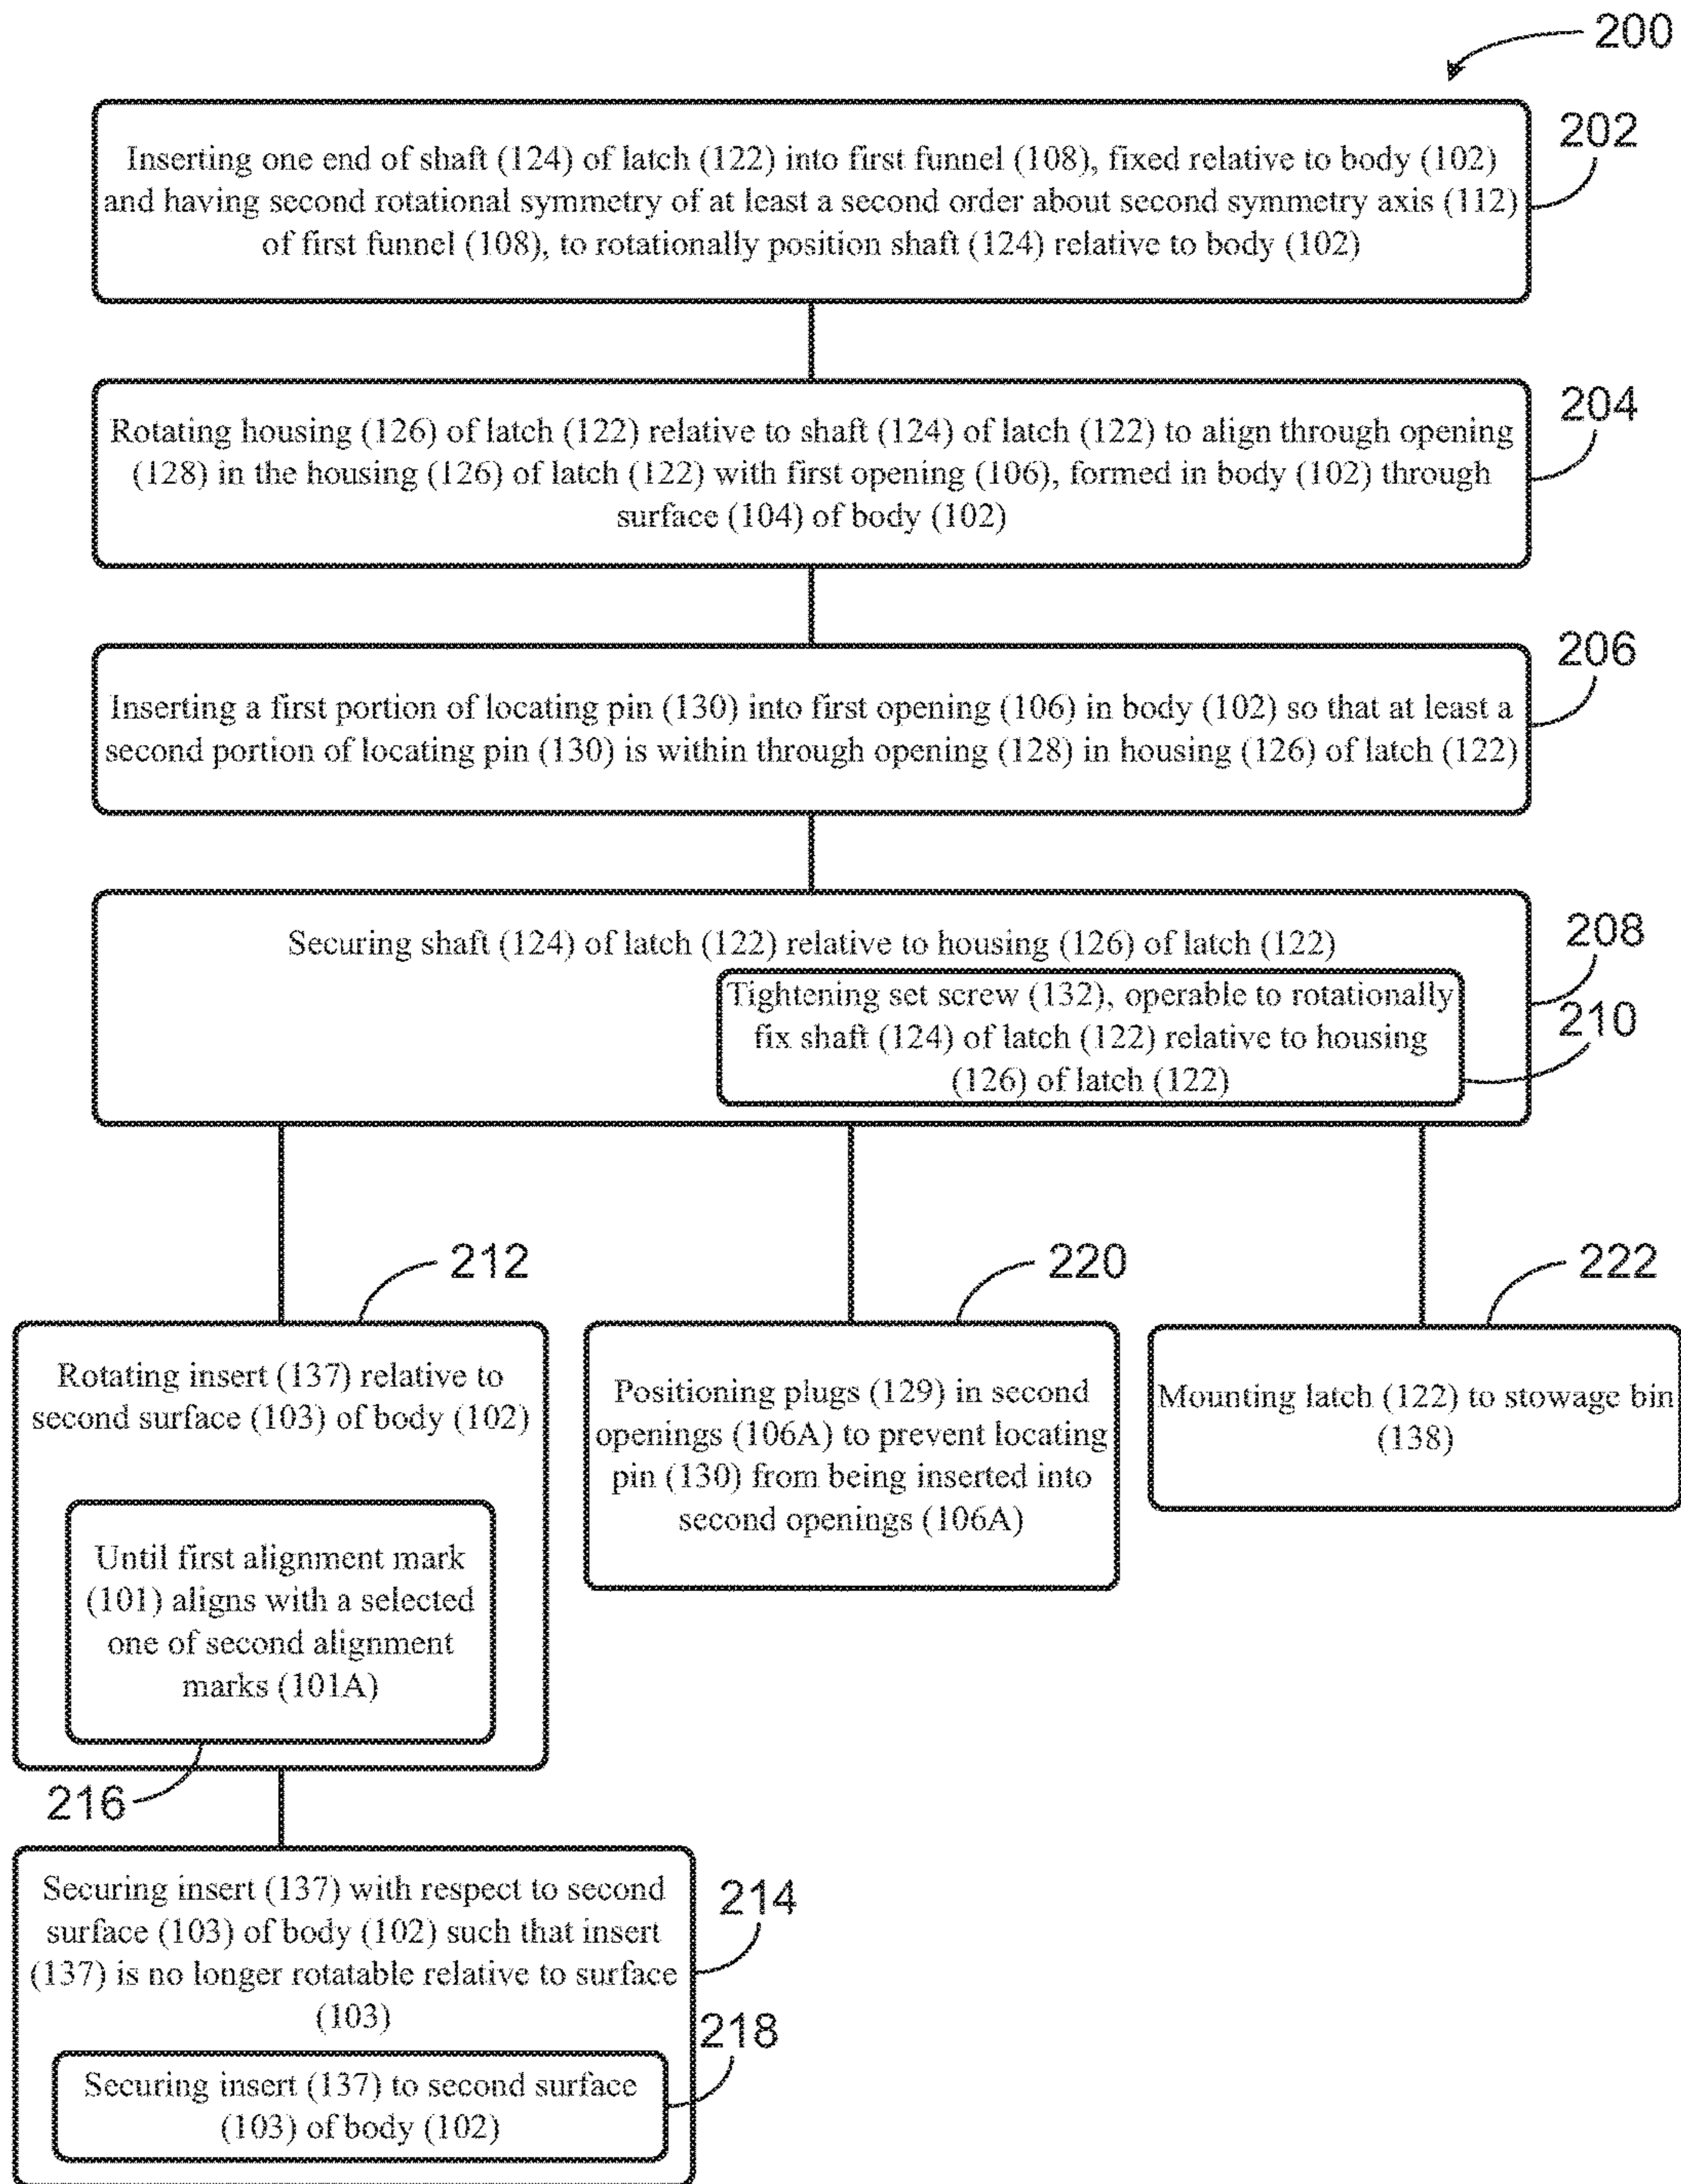 200
202
Inserting one end of shaft (124) of latch (122) into first funnel (108), fixed relative to body (102)
and having second rotational symmetry of at least a second order about second symmetry axis (112)
of first funnel (108), to rotationally position shaft (124) relative to body (102)
204
Rotating housing (126) of latch (122) relative to shaft (124) of latch (122) to align through opening
(128) in the housing (126) of latch (122) with first opening (106), formed in body (102) through
surface (104) of body (102)
206
Inserting a first portion of locating pin (130) into first opening (106) in body (102) so that at least a
second portion of locating pin (130) is within through opening (128) in housing (126) of latch (122)
208
Securing shaft (124) of latch (122) relative to housing (126) of latch (122)
210
Tightening set screw (132), operable to rotationally
fix shaft (124) of latch (122) relative to housing
(126) of latch (122)
212
Rotating insert (137) relative to
second surface (103) of body (102)
Until first alignment mark
(101) aligns with a selected
one of second alignment
marks (101A)
216
220
Positioning plugs (129) in second
openings (106A) to prevent locating
pin (130) from being inserted into
second openings (106A)
222
Mounting latch (122) to stowage bin
(138)
214
Securing insert (137) with respect to second
surface (103) of body (102) such that insert
(137) is no longer rotatable relative to surface
(103)
218
Securing insert (137) to second surface
(103) of body (102)